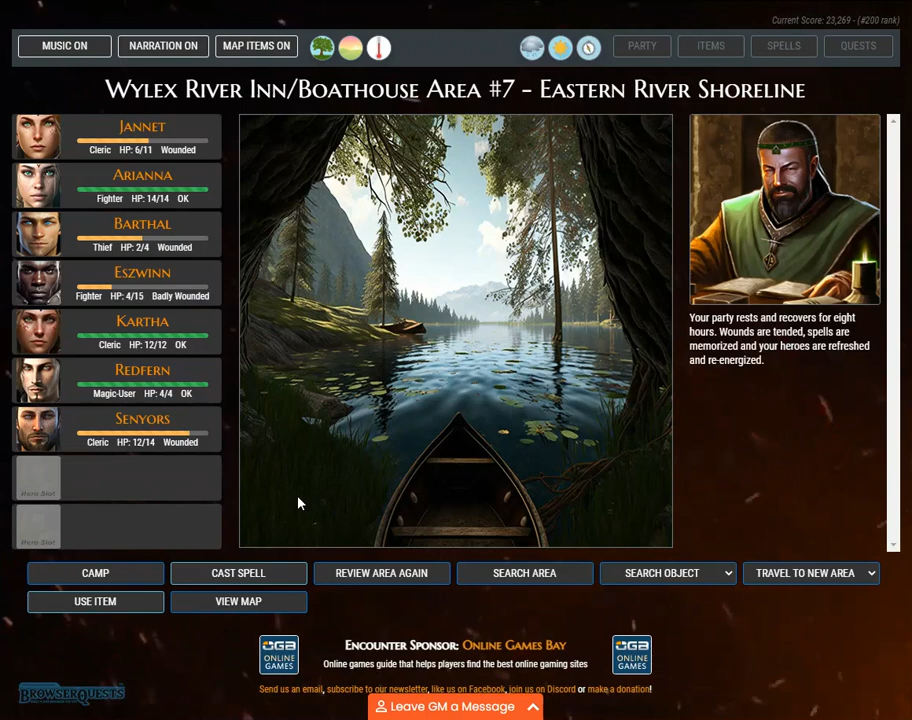 Current Score: 23,269 - (#200 rank)
MUSIC ON
NARRATION ON
MAP ITEMS ON
PARTY
ITEMS
SPELLS
QUESTS
Wylex River Inn/Boathouse Area #7 - Eastern River Shoreline
Jannet
Cleric HP: 6/11 Wounded
Arianna
Fighter HP: 14/14 OK
Barthal
Thief HP: 2/4 Wounded
Eszwinn
Fighter HP: 4/15 Badly Wounded
Kartha
Cleric HP: 12/12 OK
Redfern
Magic-User HP: 4/4 OK
Senyors
Cleric HP: 12/14 Wounded
Hero Slot
Hero Slot
Your party rests and recovers for eight
hours. Wounds are tended, spells are
memorized and your heroes are refreshed
and re-energized.
CAMP
CAST SPELL
REVIEW AREA AGAIN
SEARCH AREA
SEARCH OBJECT
TRAVEL TO NEW AREA
USE ITEM
VIEW MAP
OGA
ONLINE
GAMES
Encounter Sponsor: Online Games Bay
Online games guide that helps players find the best online gaming sites
OGA
ONLINE
GAMES
Send us an email, subscribe to our newsletter, like us on Facebook, join us on Discord or make a donation!
BrowserQuests
Leave GM a Message